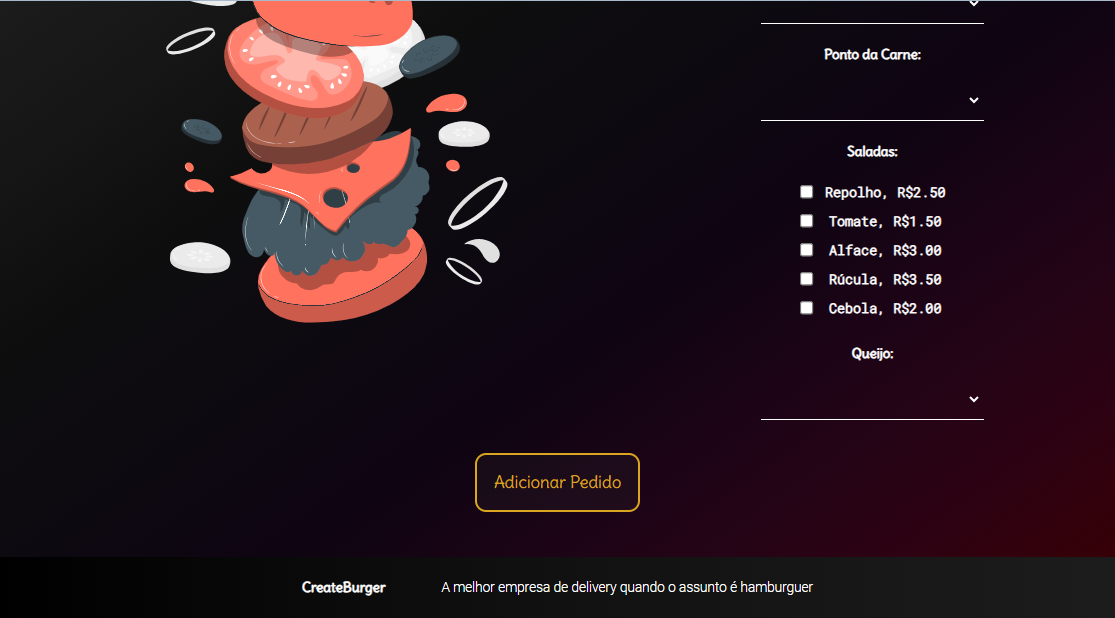 Ponto da Carne:
Saladas:
Repolho, R$2.50
Tomate, R$1.50
Alface, R$3.00
Rúcula, R$3.50
Cebola, R$2.00
Queijo:
Adicionar Pedido
CreateBurger
A melhor empresa de delivery quando o assunto é hamburguer